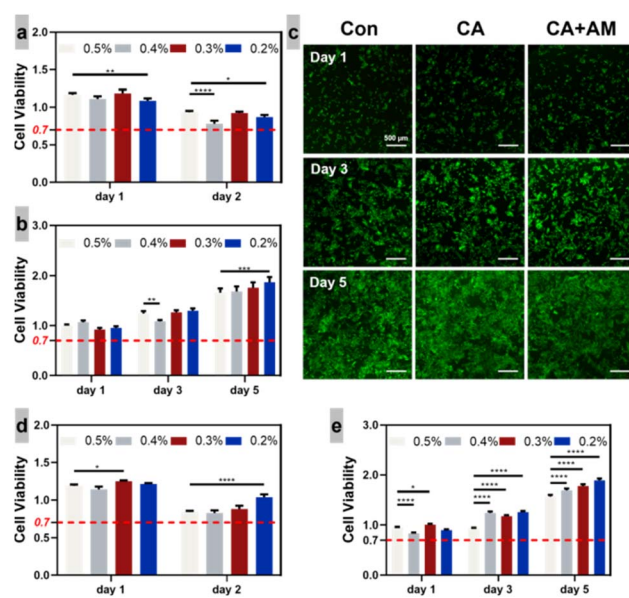 a
2.0
1.5
1.0
0.7
0.5
0.0
Cell Viability
0.5% 0.4% 0.3% 0.2%
**
*
****
day 1 day 2
b
3.0
2.0
1.0
0.7
0.0
Cell Viability
0.5% 0.4% 0.3% 0.2%
**
***
day 1 day 3 day 5
c
Con CA CA+AM
Day 1
500 μm
Day 3
Day 5
d
2.0
1.5
1.0
0.7
0.5
0.0
Cell Viability
0.5% 0.4% 0.3% 0.2%
*
****
day 1 day 2
e
3.0
2.0
1.0
0.7
0.0
Cell Viability
0.5% 0.4% 0.3% 0.2%
*
****
****
****
****
****
****
****
day 1 day 3 day 5